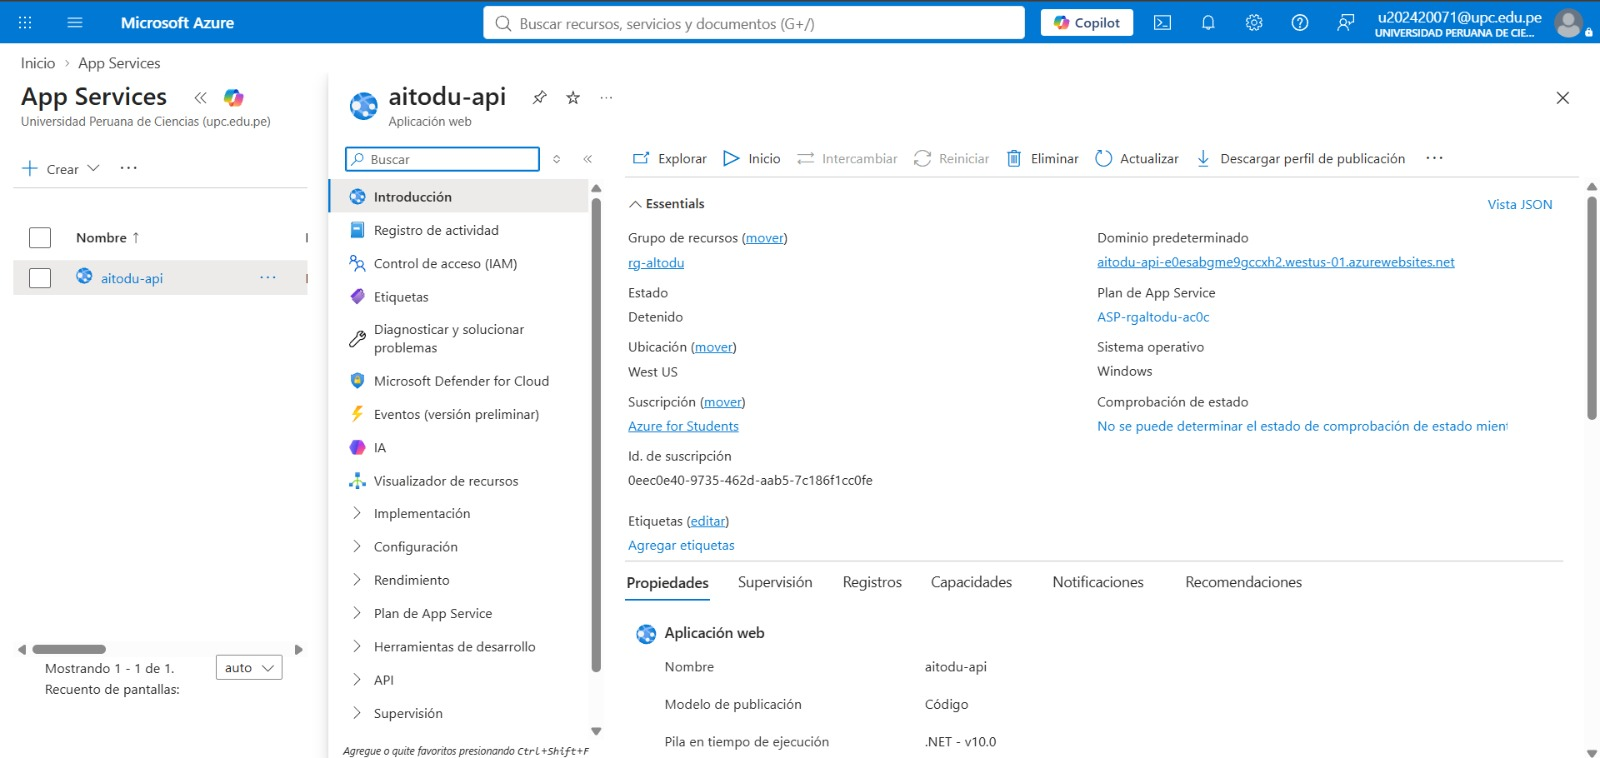 Microsoft Azure
Buscar recursos, servicios y documentos (G+/)
Copilot
u202420071@upc.edu.pe
UNIVERSIDAD PERUANA DE CIE...
Inicio > App Services
App Services
Universidad Peruana de Ciencias (upc.edu.pe)
Crear
Nombre ↑
aitodu-api
Mostrando 1 - 1 de 1.
Recuento de pantallas:
auto
aitodu-api
Aplicación web
Buscar
Introducción
Registro de actividad
Control de acceso (IAM)
Etiquetas
Diagnosticar y solucionar
problemas
Microsoft Defender for Cloud
Eventos (versión preliminar)
IA
Visualizador de recursos
Implementación
Configuración
Rendimiento
Plan de App Service
Herramientas de desarrollo
API
Supervisión
Agregue o quite favoritos presionando Ctrl+Shift+F
Explorar
Inicio
Intercambiar
Reiniciar
Eliminar
Actualizar
Descargar perfil de publicación
Essentials
Vista JSON
Grupo de recursos (mover)
rg-altodu
Estado
Detenido
Ubicación (mover)
West US
Suscripción (mover)
Azure for Students
Id. de suscripción
0eec0e40-9735-462d-aab5-7c186f1cc0fe
Etiquetas (editar)
Agregar etiquetas
Dominio predeterminado
aitodu-api-e0esabgme9gccxh2.westus-01.azurewebsites.net
Plan de App Service
ASP-rgaltodu-ac0c
Sistema operativo
Windows
Comprobación de estado
No se puede determinar el estado de comprobación de estado mien
Propiedades
Supervisión
Registros
Capacidades
Notificaciones
Recomendaciones
Aplicación web
Nombre
aitodu-api
Modelo de publicación
Código
Pila en tiempo de ejecución
.NET - v10.0